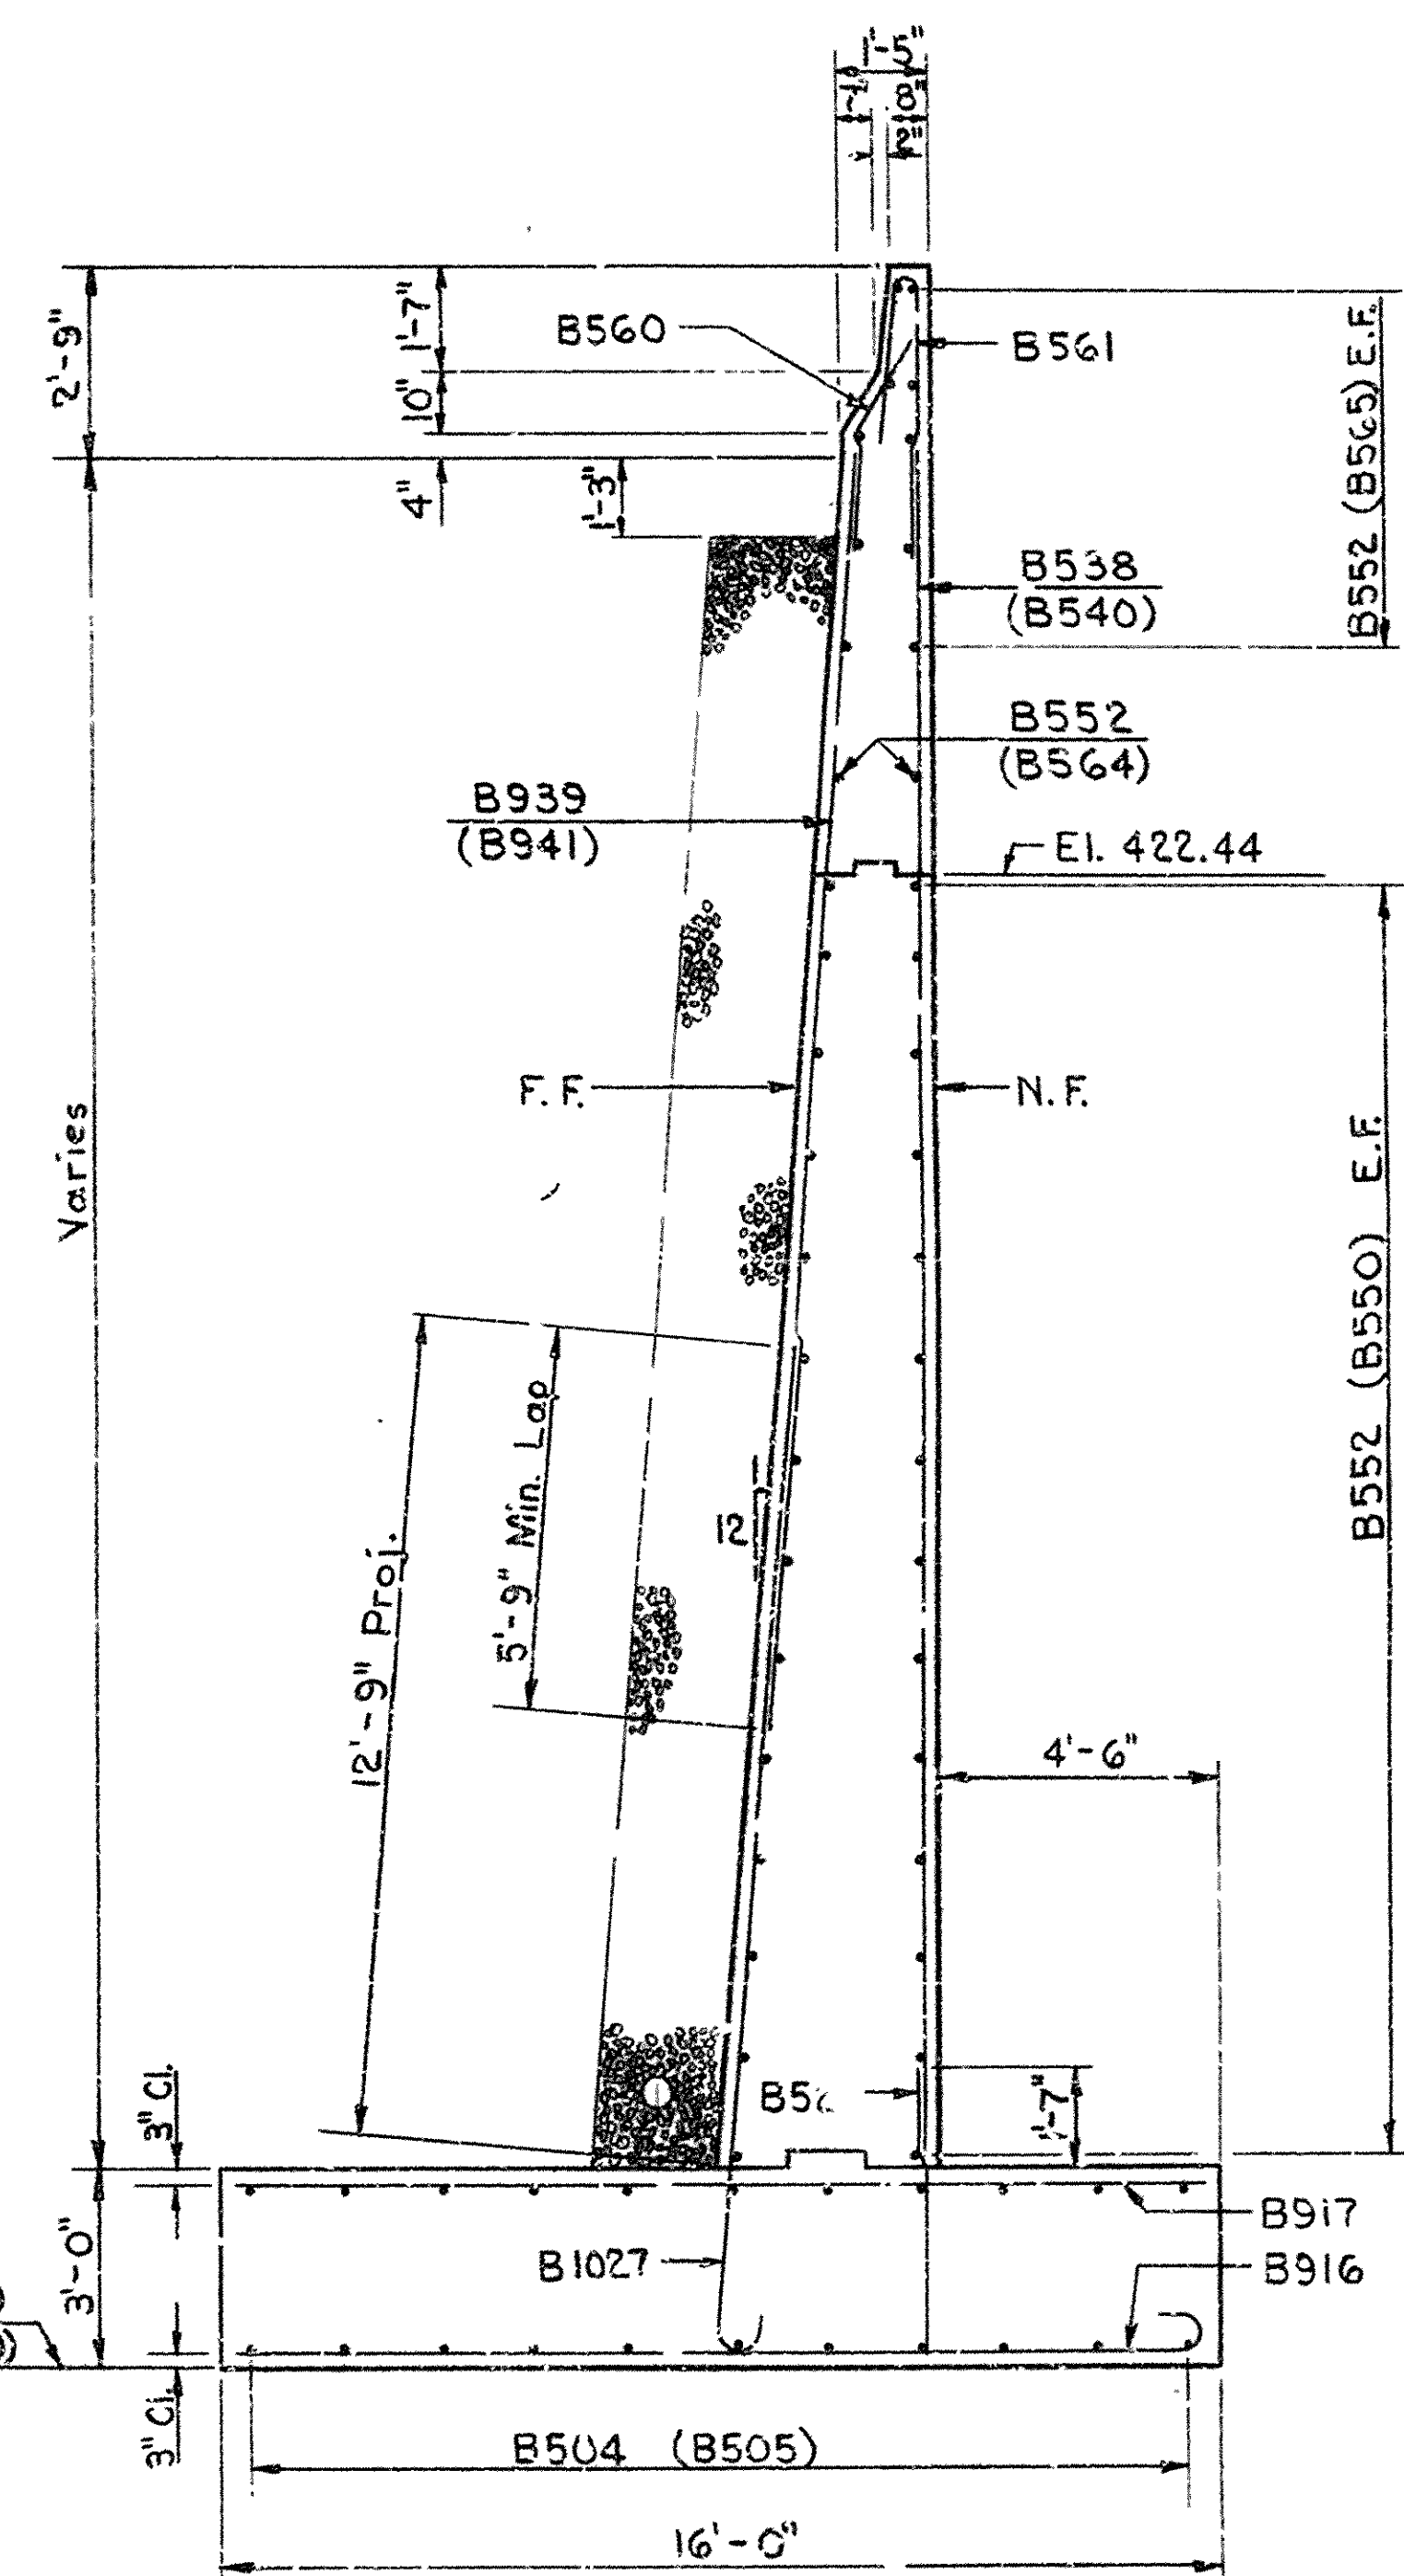 1'-5"
7"
8"
2"
2'-9"
1'-7"
10"
4"
B560
B561
B552 (B565) E.F.
1'-3"
B538
(B540)
B552
(B564)
B939
(B941)
El. 422.44
F. F.
N. F.
Varies
12'-9" Proj.
5'-9" Min. Lap
12
B552 (B550) E.F.
4'-6"
3" Cl.
1'-7"
3'-0"
B917
B1027
B916
3" Cl.
B504 (B505)
16'-0"